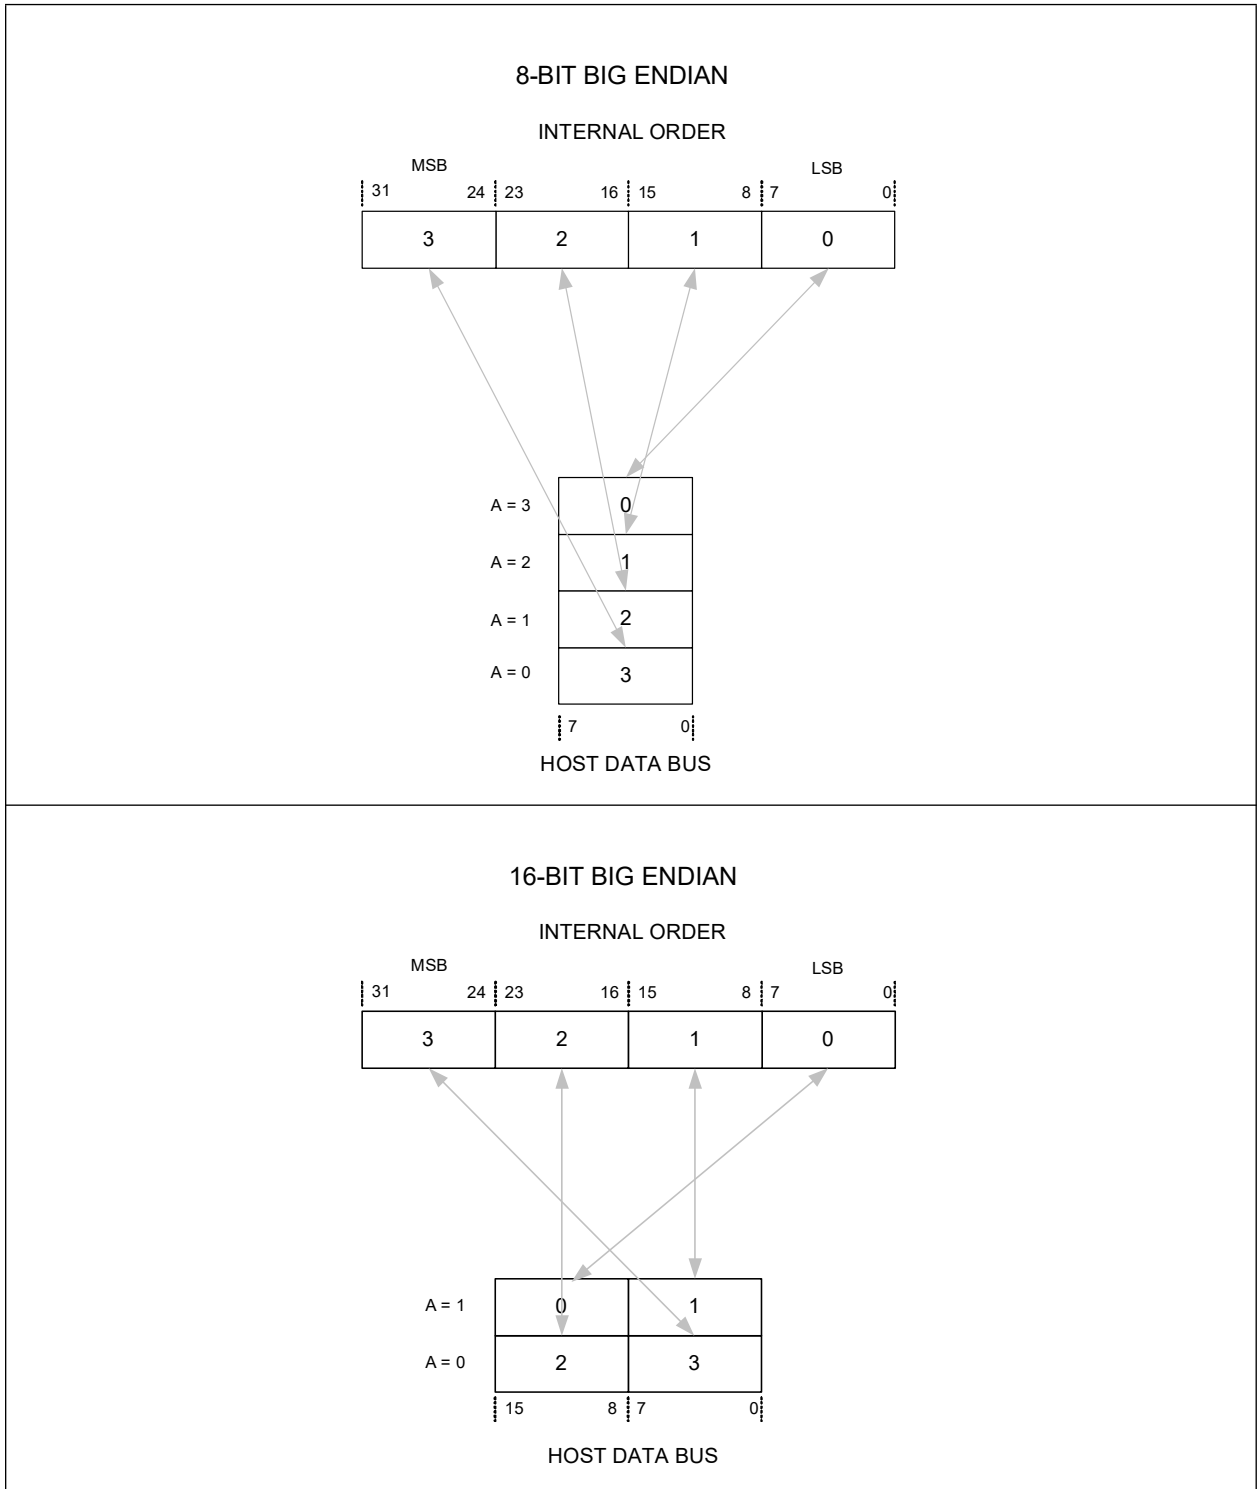 8-BIT BIG ENDIAN
INTERNAL ORDER
MSB LSB
31 24 23 16 15 8 7 0
3 2 1 0
A = 3 0
A = 2 1
A = 1 2
A = 0 3
7 0
HOST DATA BUS
16-BIT BIG ENDIAN
INTERNAL ORDER
MSB LSB
31 24 23 16 15 8 7 0
3 2 1 0
A = 1 0 1
A = 0 2 3
15 8 7 0
HOST DATA BUS